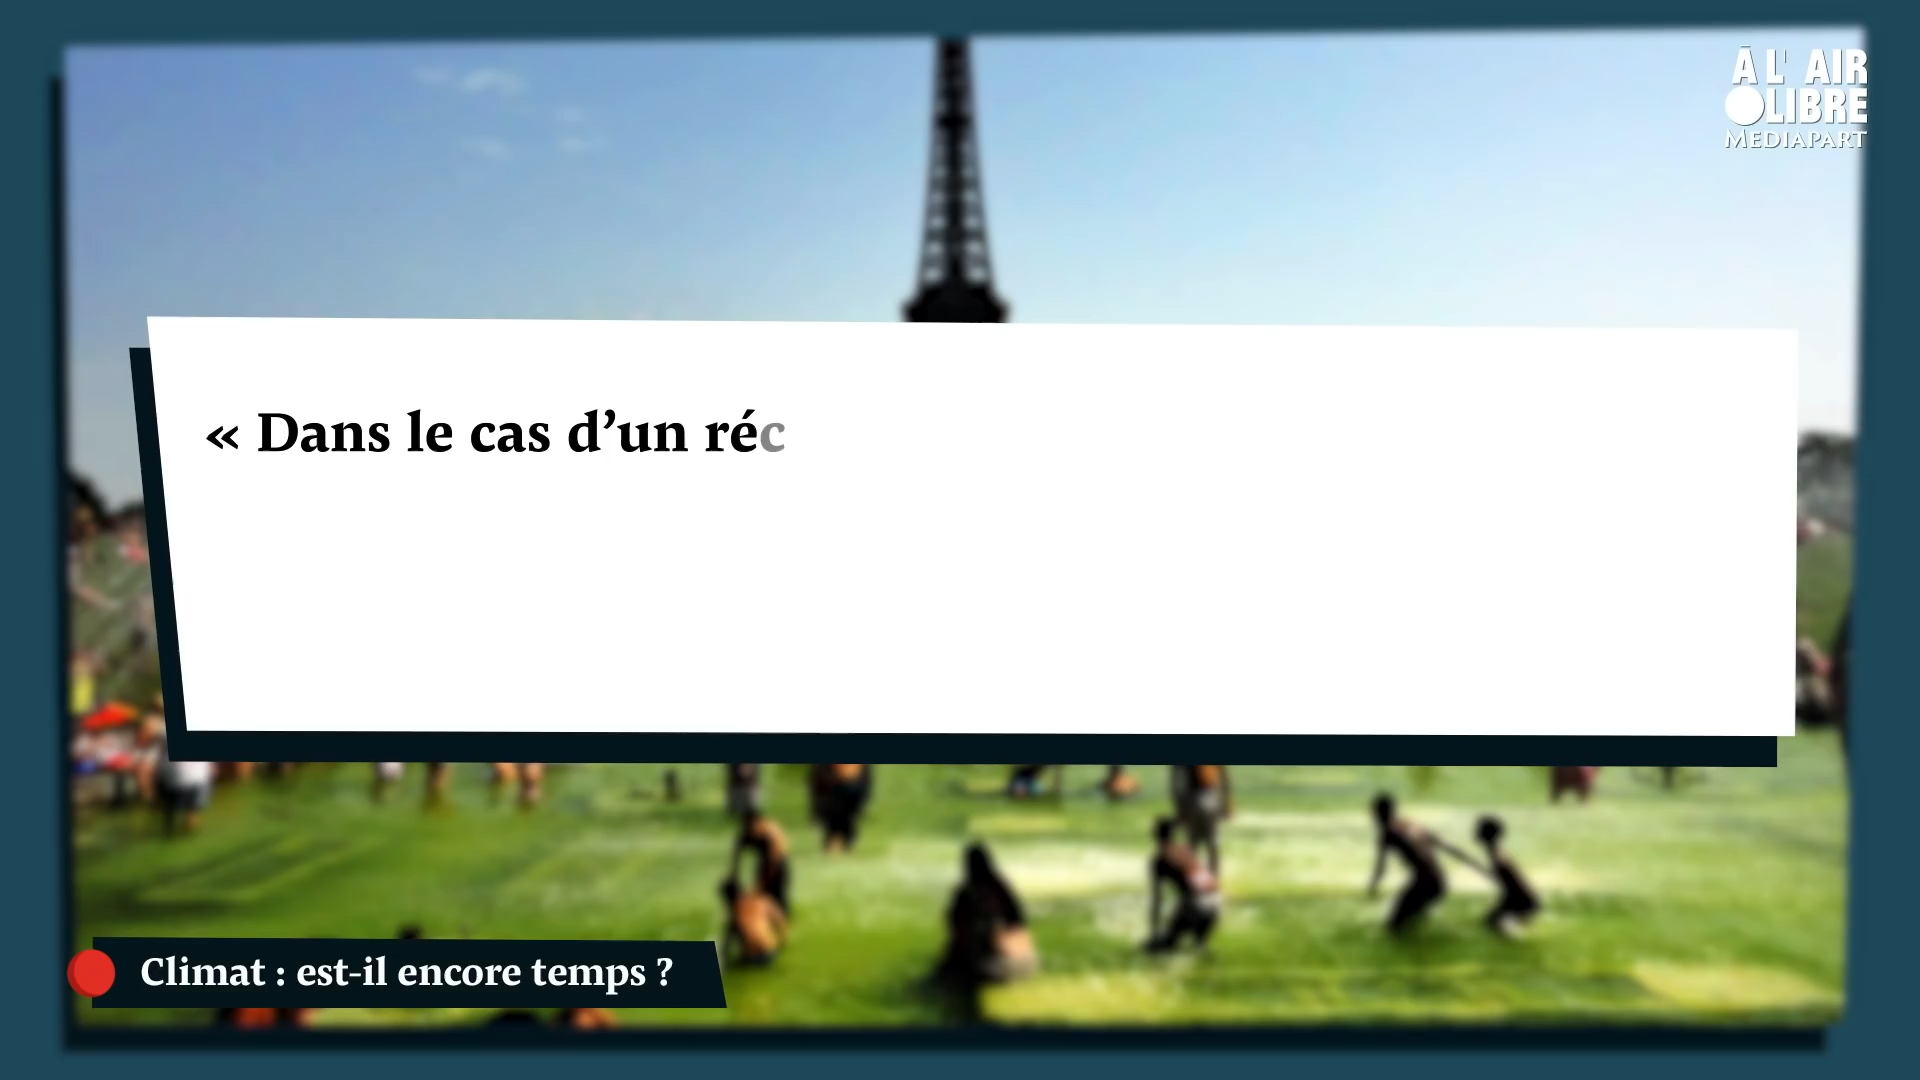 À L' AIR
LIBRE
MEDIAPART
« Dans le cas d’un réc
Climat : est-il encore temps ?